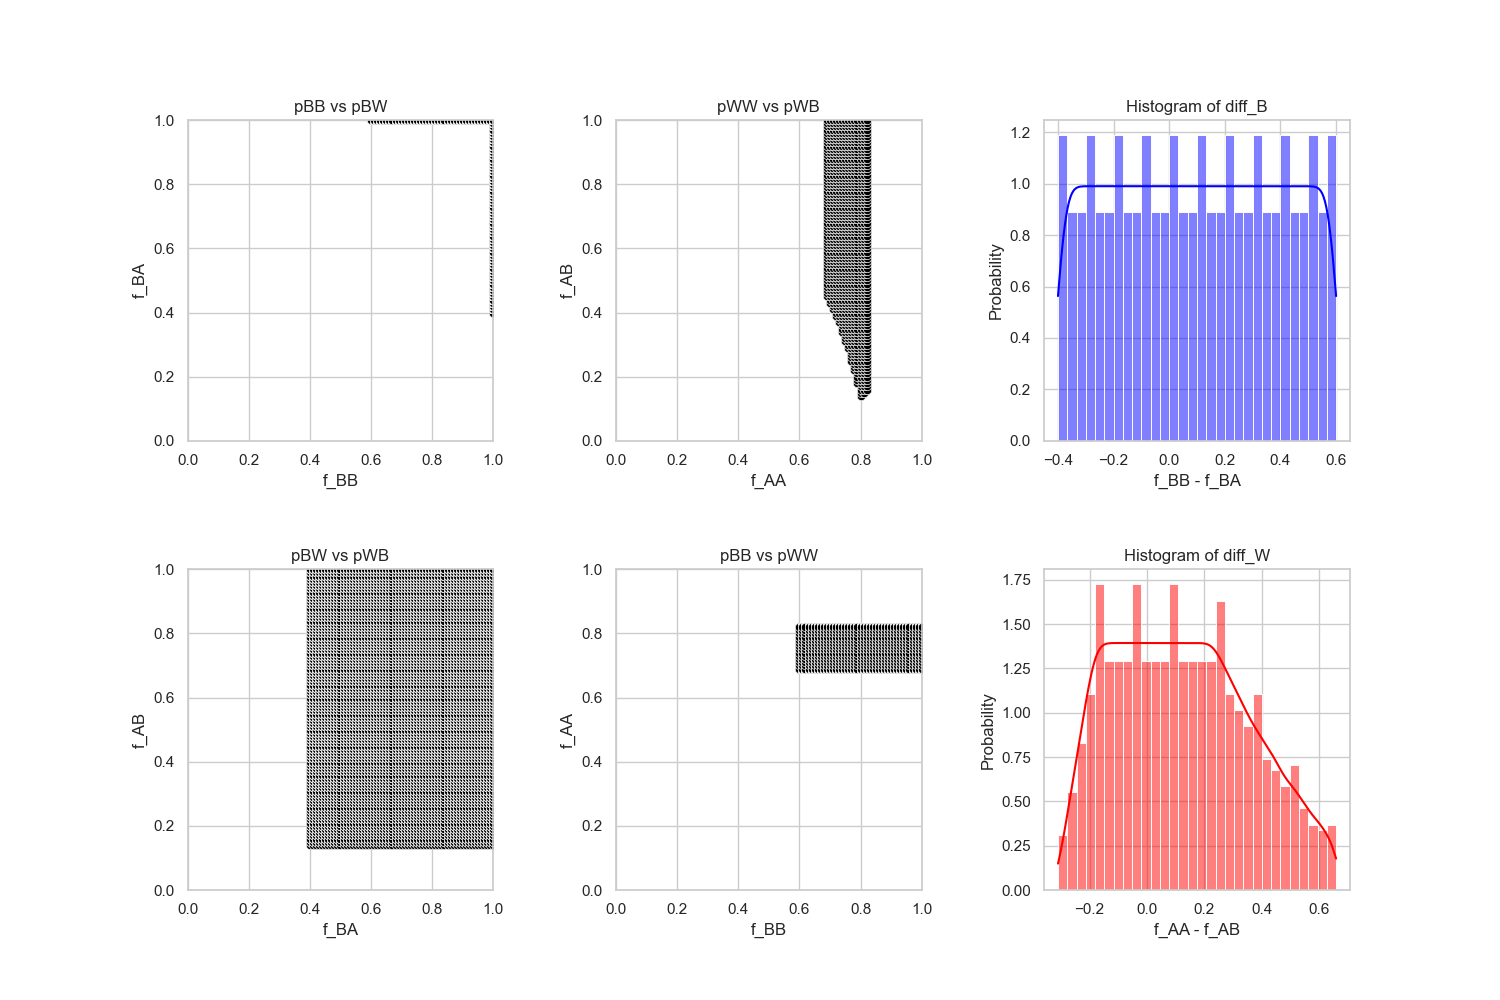 pBB vs pBW
1.0
0.8
0.6
0.4
0.2
0.0
f_BA
0.0 0.2 0.4 0.6 0.8 1.0
f_BB
pWW vs pWB
1.0
0.8
0.6
0.4
0.2
0.0
f_AB
0.0 0.2 0.4 0.6 0.8 1.0
f_AA
Histogram of diff_B
1.2
1.0
0.8
0.6
0.4
0.2
0.0
Probability
−0.4 −0.2 0.0 0.2 0.4 0.6
f_BB - f_BA
pBW vs pWB
1.0
0.8
0.6
0.4
0.2
0.0
f_AB
0.0 0.2 0.4 0.6 0.8 1.0
f_BA
pBB vs pWW
1.0
0.8
0.6
0.4
0.2
0.0
f_AA
0.0 0.2 0.4 0.6 0.8 1.0
f_BB
Histogram of diff_W
1.75
1.50
1.25
1.00
0.75
0.50
0.25
0.00
Probability
−0.2 0.0 0.2 0.4 0.6
f_AA - f_AB